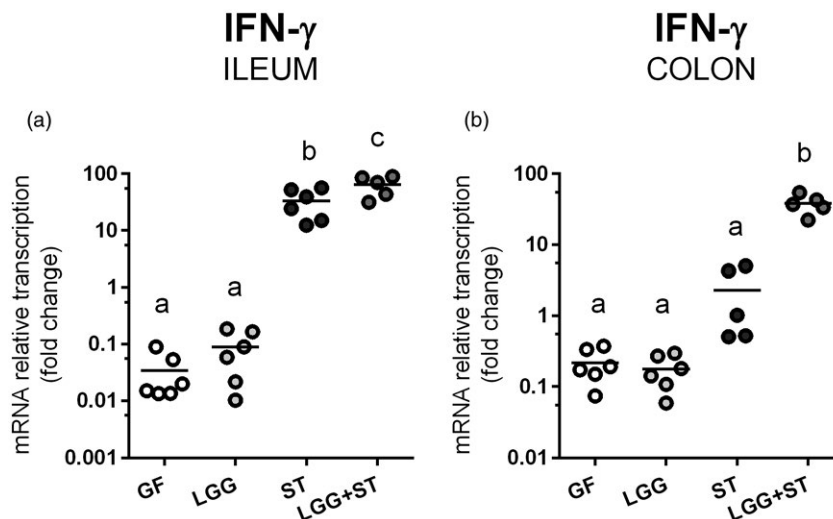 IFN-γ
ILEUM
(a)
mRNA relative transcription
(fold change)
100
10
1
0.1
0.01
0.001
a
a
b
c
GF
LGG
ST
LGG+ST
IFN-γ
COLON
(b)
mRNA relative transcription
(fold change)
100
10
1
0.1
0.01
a
a
a
b
GF
LGG
ST
LGG+ST